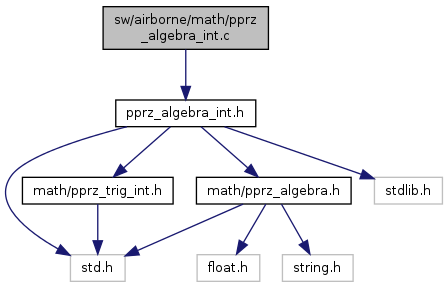 sw/airborne/math/pprz
_algebra_int.c
pprz_algebra_int.h
math/pprz_trig_int.h
math/pprz_algebra.h
stdlib.h
std.h
float.h
string.h